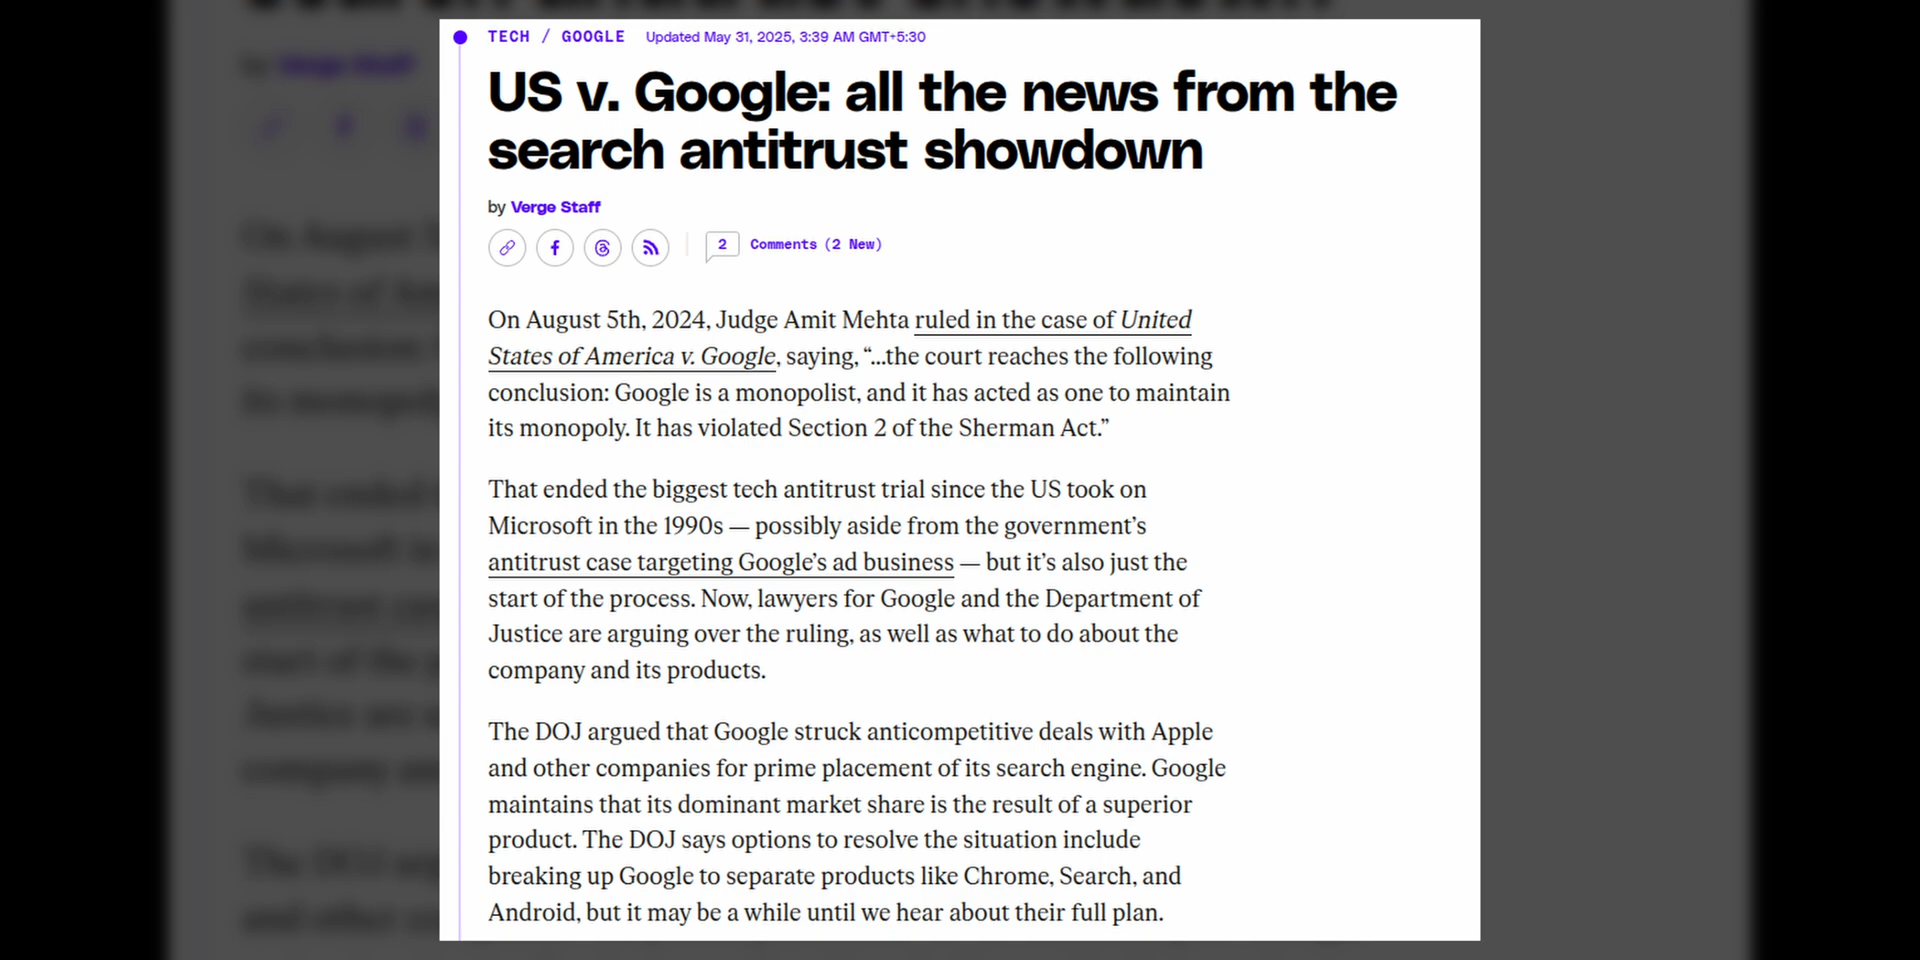 TECH / GOOGLE Updated May 31, 2025, 3:39 AM GMT+5:30
US v. Google: all the news from the
search antitrust showdown
by Verge Staff
2 Comments (2 New)
On August 5th, 2024, Judge Amit Mehta ruled in the case of United
States of America v. Google, saying, “...the court reaches the following
conclusion: Google is a monopolist, and it has acted as one to maintain
its monopoly. It has violated Section 2 of the Sherman Act.”
That ended the biggest tech antitrust trial since the US took on
Microsoft in the 1990s — possibly aside from the government’s
antitrust case targeting Google’s ad business — but it’s also just the
start of the process. Now, lawyers for Google and the Department of
Justice are arguing over the ruling, as well as what to do about the
company and its products.
The DOJ argued that Google struck anticompetitive deals with Apple
and other companies for prime placement of its search engine. Google
maintains that its dominant market share is the result of a superior
product. The DOJ says options to resolve the situation include
breaking up Google to separate products like Chrome, Search, and
Android, but it may be a while until we hear about their full plan.